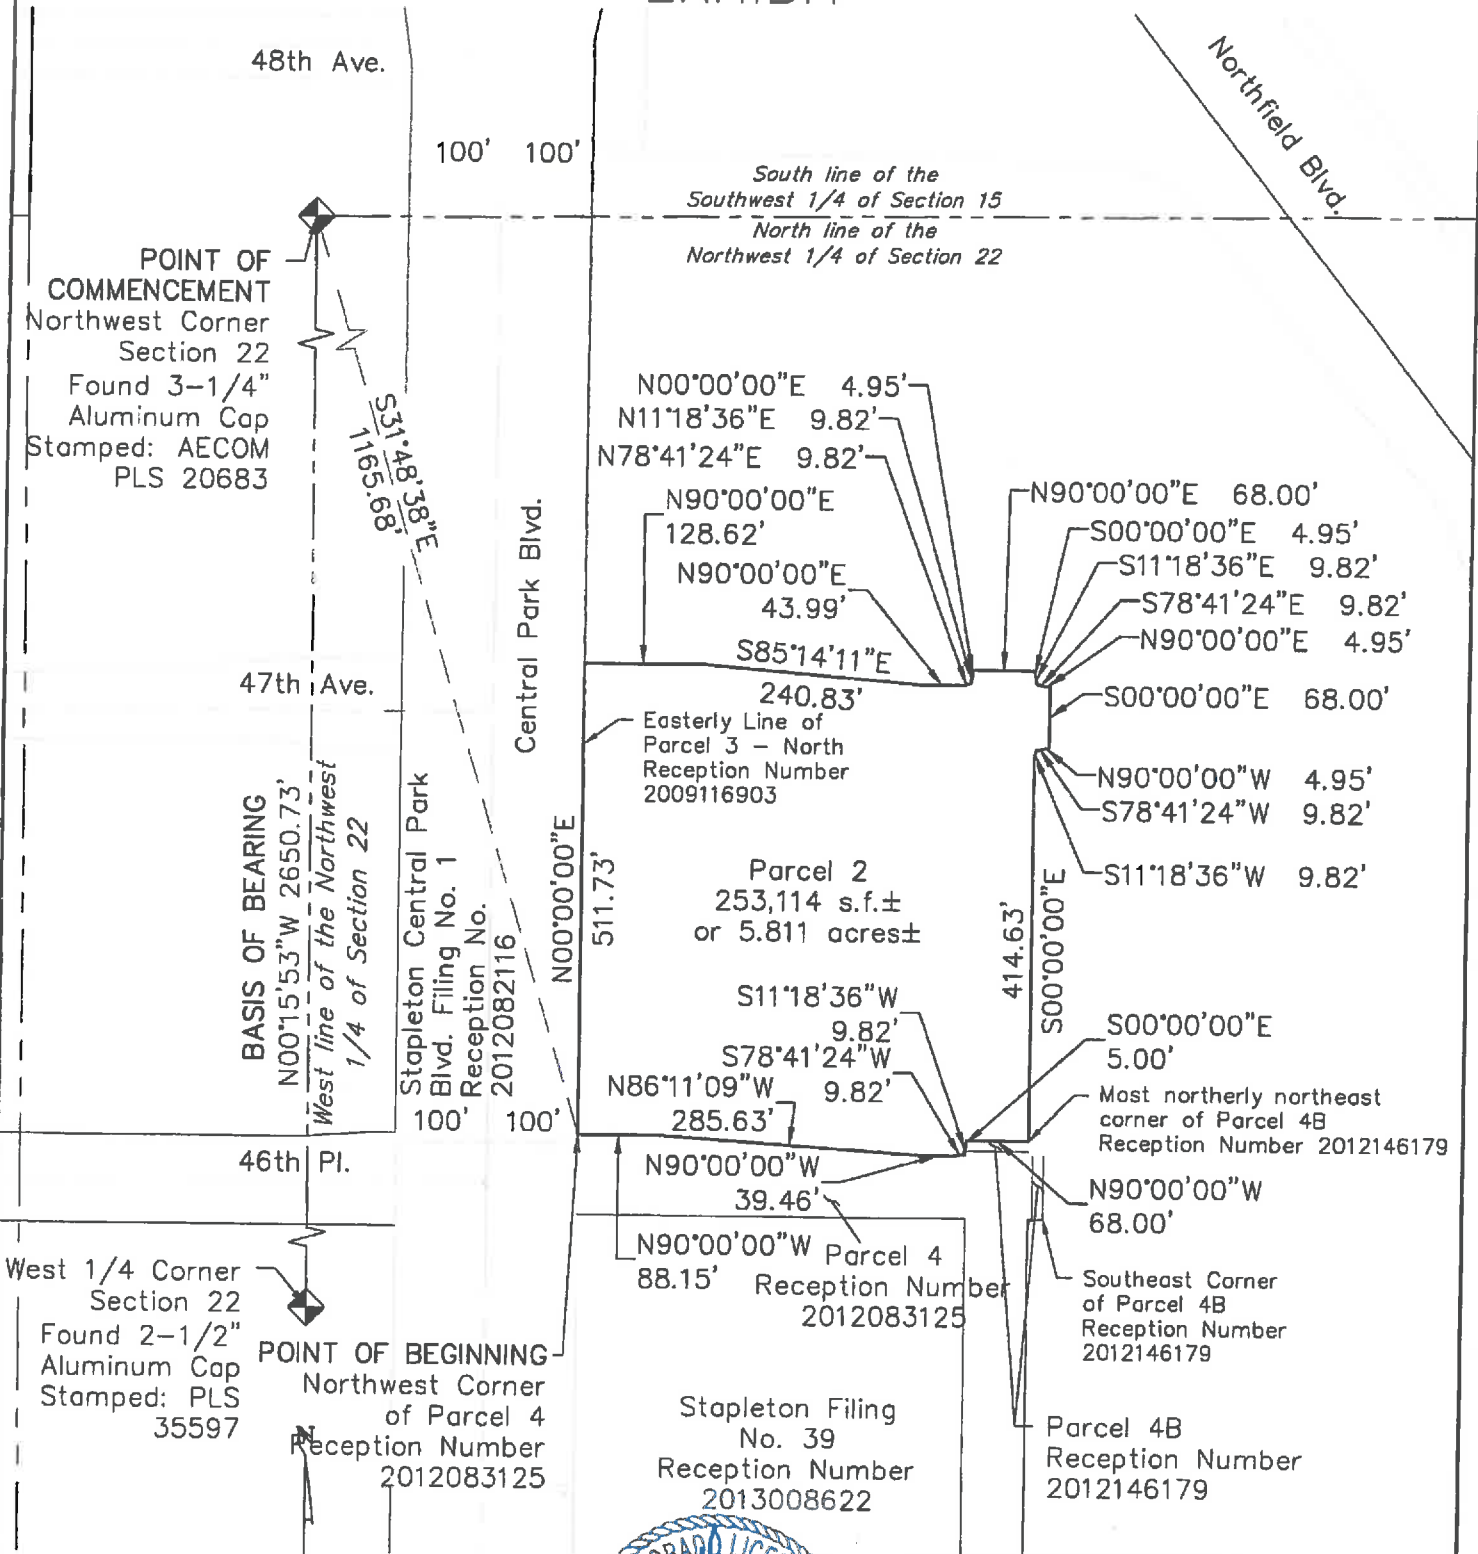 48th Ave.
100' 100'
Northfield Blvd.
South line of the
Southwest 1/4 of Section 15
North line of the
Northwest 1/4 of Section 22
POINT OF
COMMENCEMENT
Northwest Corner
Section 22
Found 3-1/4"
Aluminum Cap
Stamped: AECOM
PLS 20683
S31°48'38"E
1165.68'
N00°00'00"E 4.95'
N11°18'36"E 9.82'
N78°41'24"E 9.82'
N90°00'00"E
128.62'
N90°00'00"E
43.99'
S85°14'11"E
240.83'
N90°00'00"E 68.00'
S00°00'00"E 4.95'
S11°18'36"E 9.82'
S78°41'24"E 9.82'
N90°00'00"E 4.95'
S00°00'00"E 68.00'
N90°00'00"W 4.95'
S78°41'24"W 9.82'
S11°18'36"W 9.82'
Central Park Blvd.
47th Ave.
Easterly Line of
Parcel 3 - North
Reception Number
2009116903
BASIS OF BEARING
N00°15'53"W 2650.73'
West line of the Northwest
1/4 of Section 22
Stapleton Central Park
Blvd. Filing No. 1
Reception No.
2012082116
N00°00'00"E
511.73'
Parcel 2
253,114 s.f.±
or 5.811 acres±
414.63'
S00°00'00"E
S11°18'36"W
9.82'
S78°41'24"W
9.82'
N86°11'09"W
285.63'
S00°00'00"E
5.00'
Most northerly northeast
corner of Parcel 4B
Reception Number 2012146179
100' 100'
46th Pl.
N90°00'00"W
39.46'
N90°00'00"W
68.00'
N90°00'00"W
88.15'
Parcel 4
Reception Number
2012083125
West 1/4 Corner
Section 22
Found 2-1/2"
Aluminum Cap
Stamped: PLS
35597
Southeast Corner
of Parcel 4B
Reception Number
2012146179
POINT OF BEGINNING
Northwest Corner
of Parcel 4
Reception Number
2012083125
N
Stapleton Filing
No. 39
Reception Number
2013008622
Parcel 4B
Reception Number
2012146179